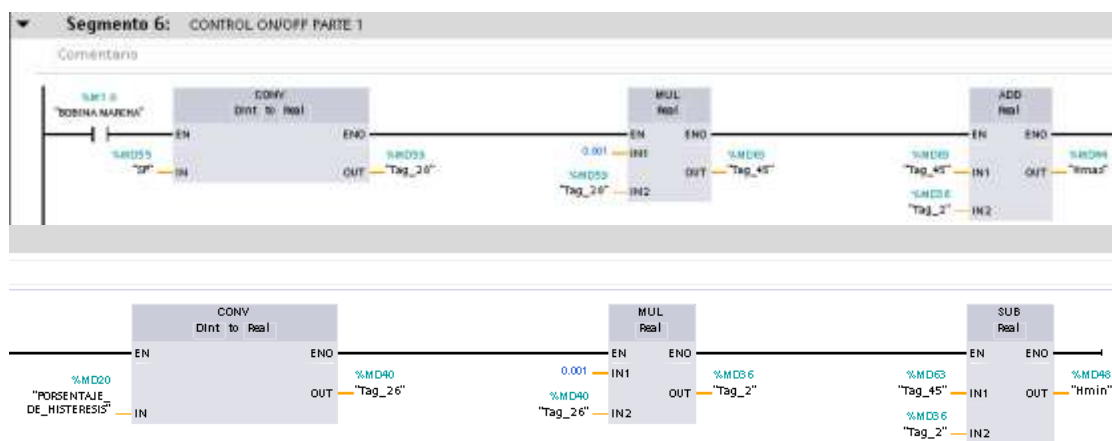 Segmento 6: CONTROL ON/OFF PARTE 1
Comentario
"BOBINA MARCHA"
CONV
Dint to Real
EN ENO
"SP" IN
OUT "Tag_20"
MUL
Real
EN ENO
0.001 IN1
"Tag_20" IN2
OUT "Tag_45"
ADD
Real
EN ENO
"Tag_45" IN1
"Tag_2" IN2
OUT "Hmax"
CONV
DInt to Real
EN ENO
%MD20
"PORSENTAJE_
DE_HISTERESIS" IN
%MD40
OUT "Tag_26"
MUL
Real
EN ENO
0.001 IN1
%MD40
"Tag_26" IN2
%MD36
OUT "Tag_2"
SUB
Real
EN ENO
%MD63
"Tag_45" IN1
%MD36
"Tag_2" IN2
%MD48
OUT "Hmin"